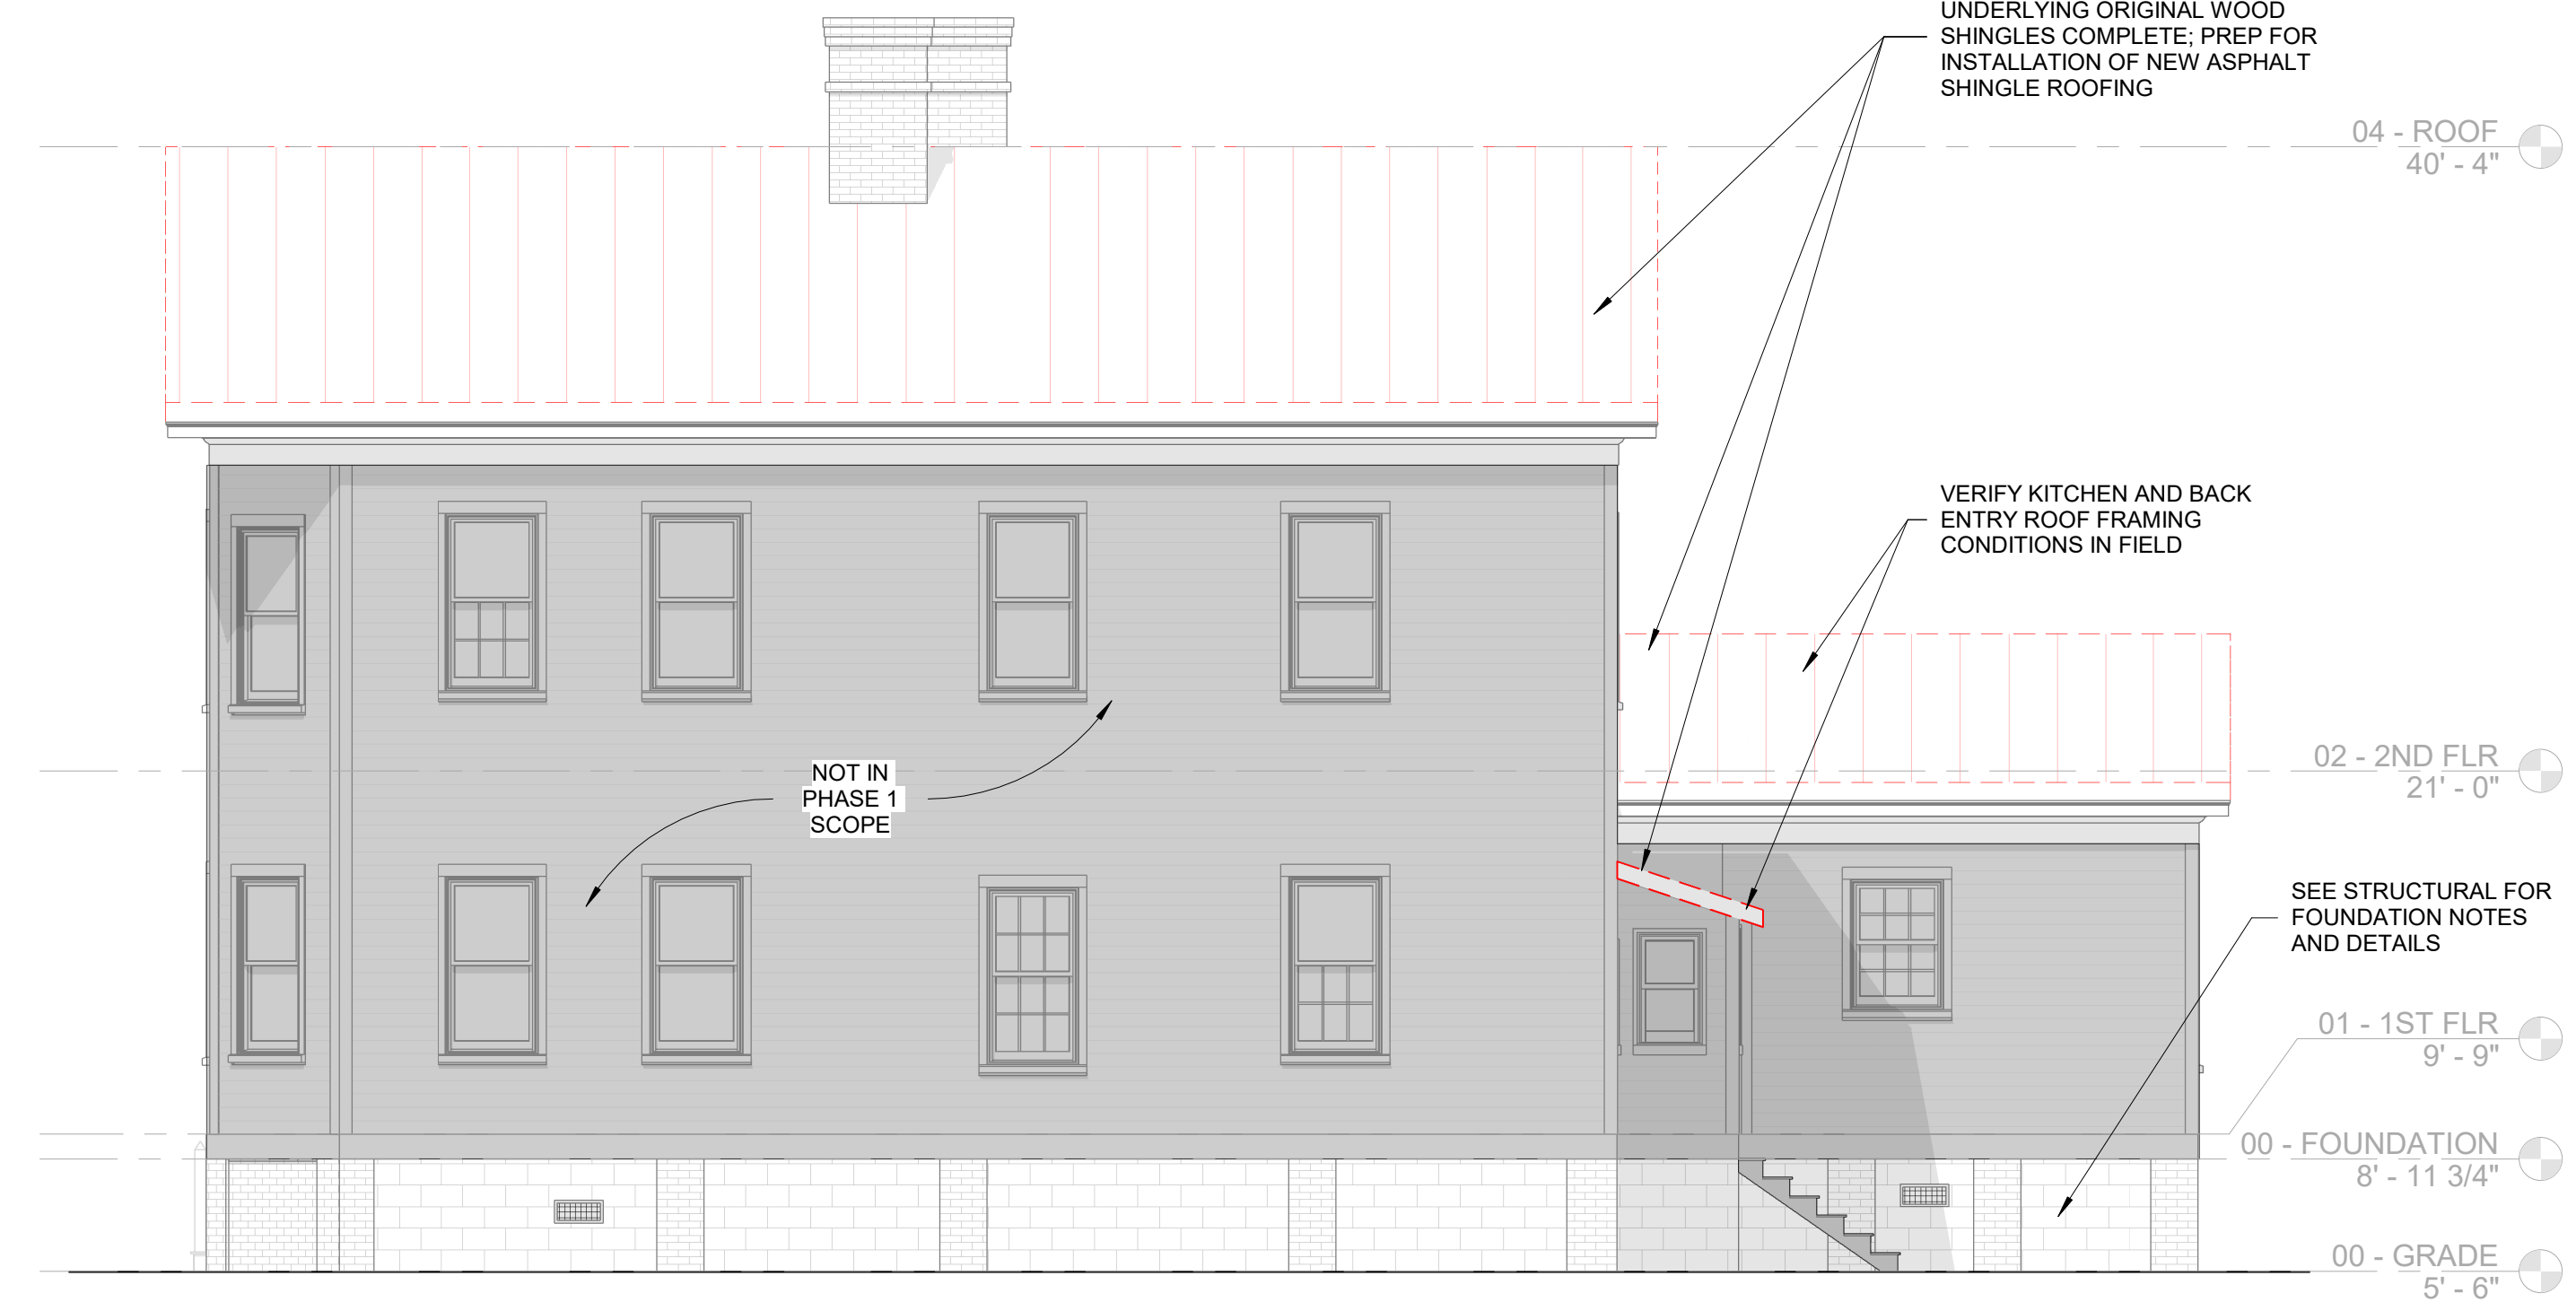 UNDERLYING ORIGINAL WOOD
SHINGLES COMPLETE; PREP FOR
INSTALLATION OF NEW ASPHALT
SHINGLE ROOFING
04 - ROOF
40' - 4"
VERIFY KITCHEN AND BACK
ENTRY ROOF FRAMING
CONDITIONS IN FIELD
02 - 2ND FLR
21' - 0"
NOT IN
PHASE 1
SCOPE
SEE STRUCTURAL FOR
FOUNDATION NOTES
AND DETAILS
01 - 1ST FLR
9' - 9"
00 - FOUNDATION
8' - 11 3/4"
00 - GRADE
5' - 6"